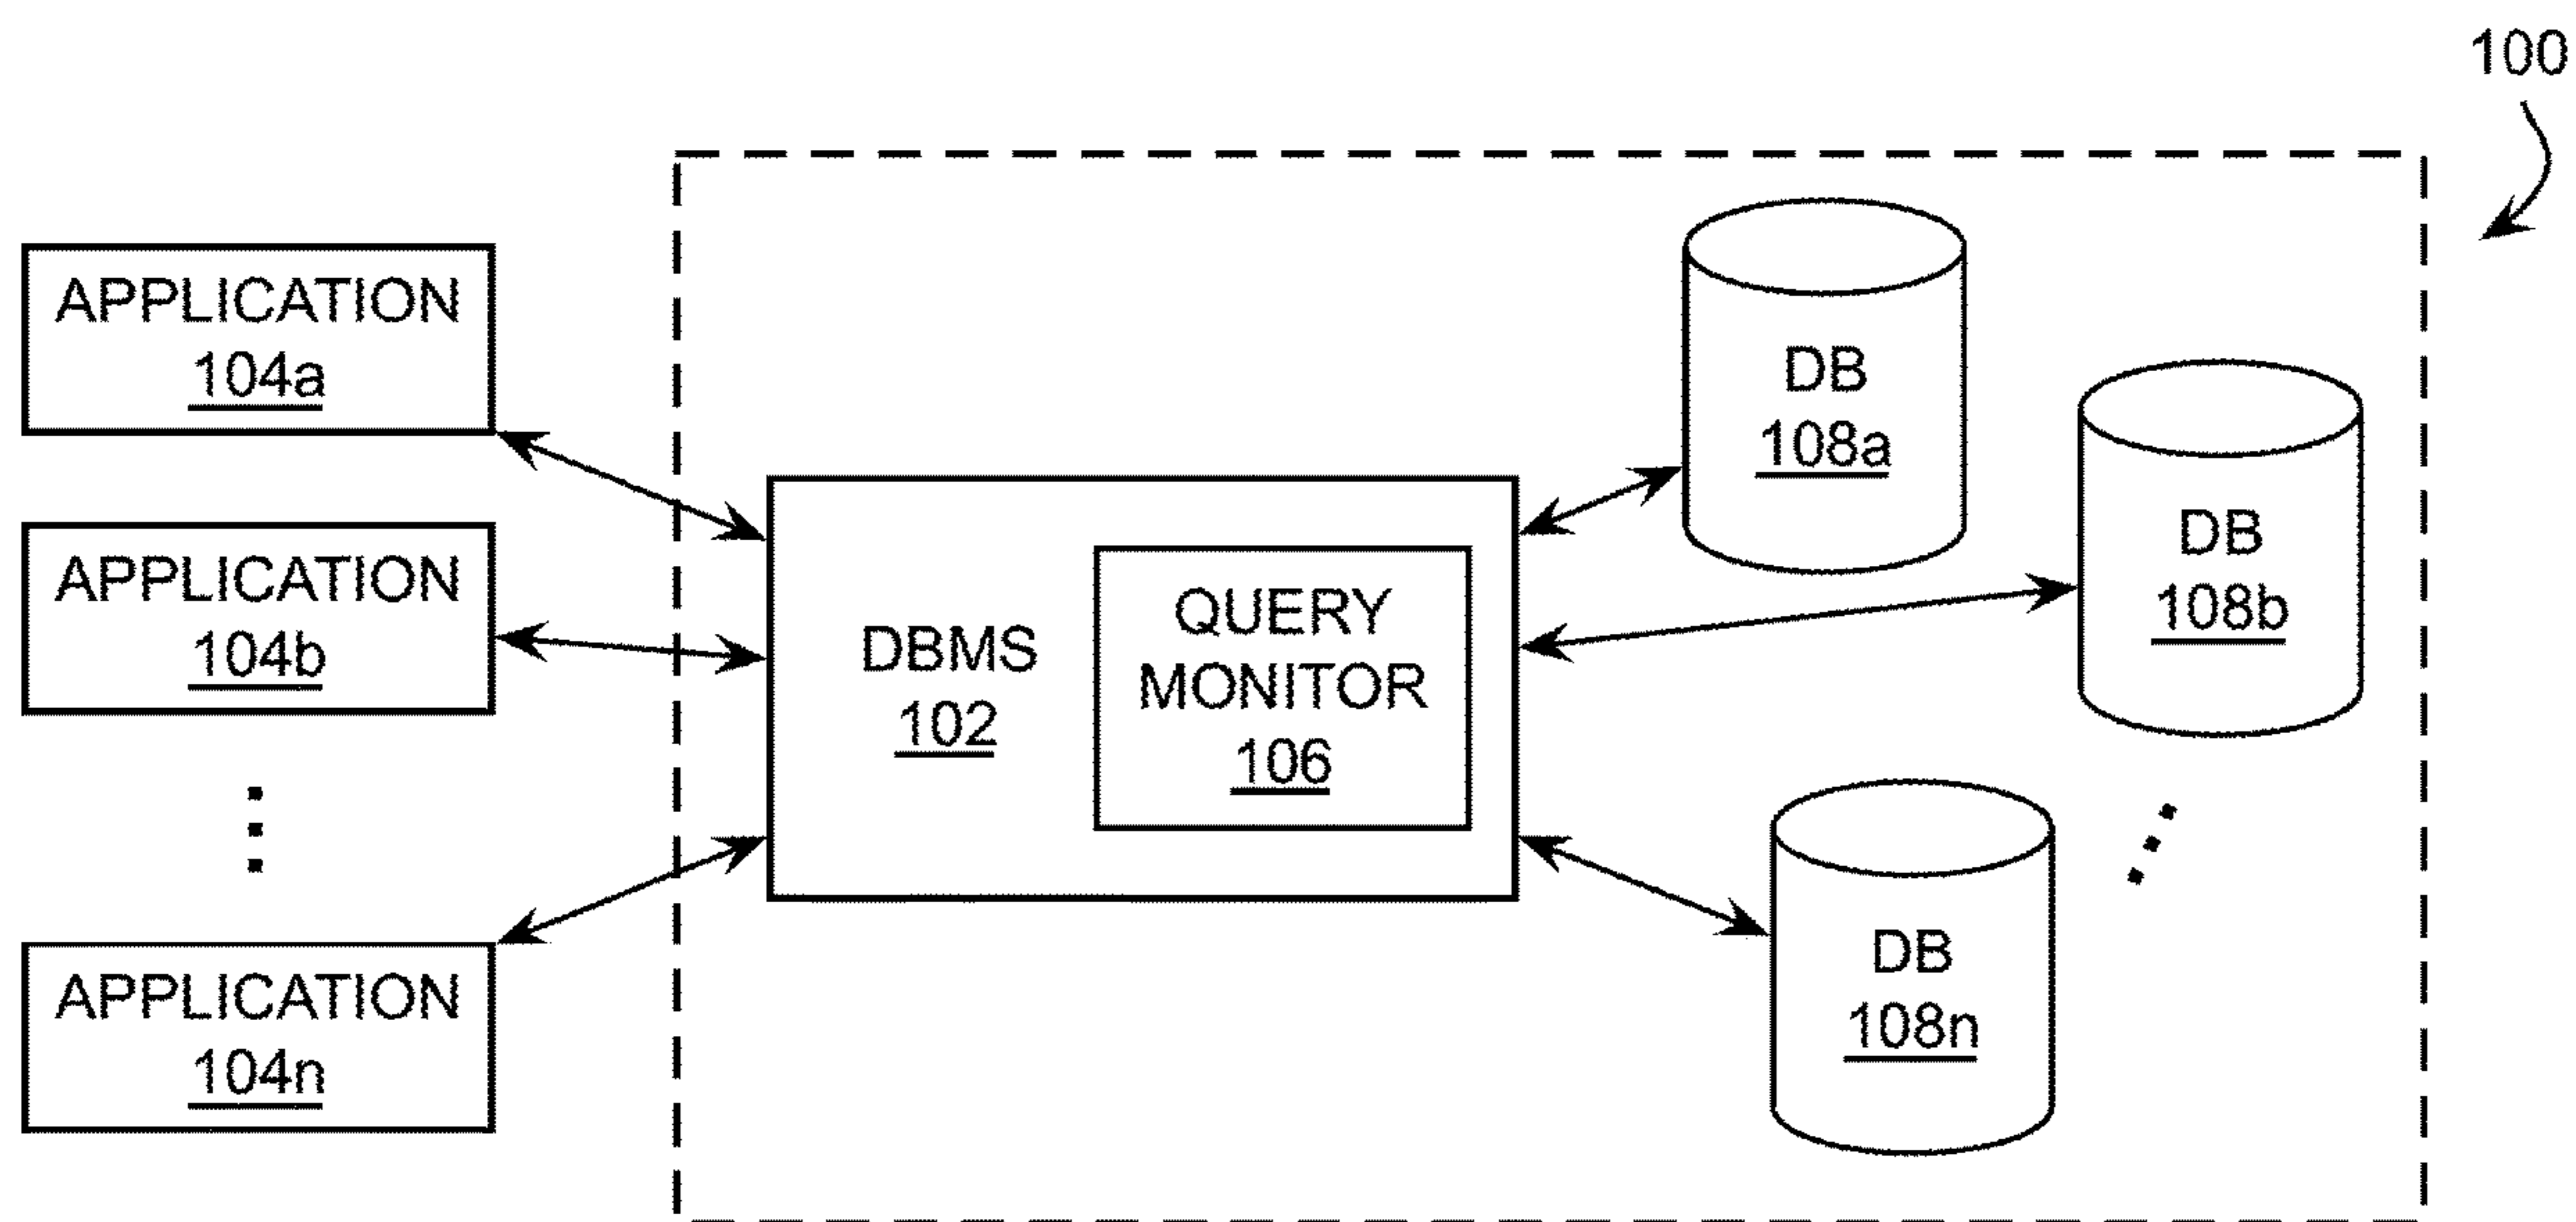 100
APPLICATION
104a
APPLICATION
104b
APPLICATION
104n
DBMS
102
QUERY
MONITOR
106
DB
108a
DB
108b
DB
108n